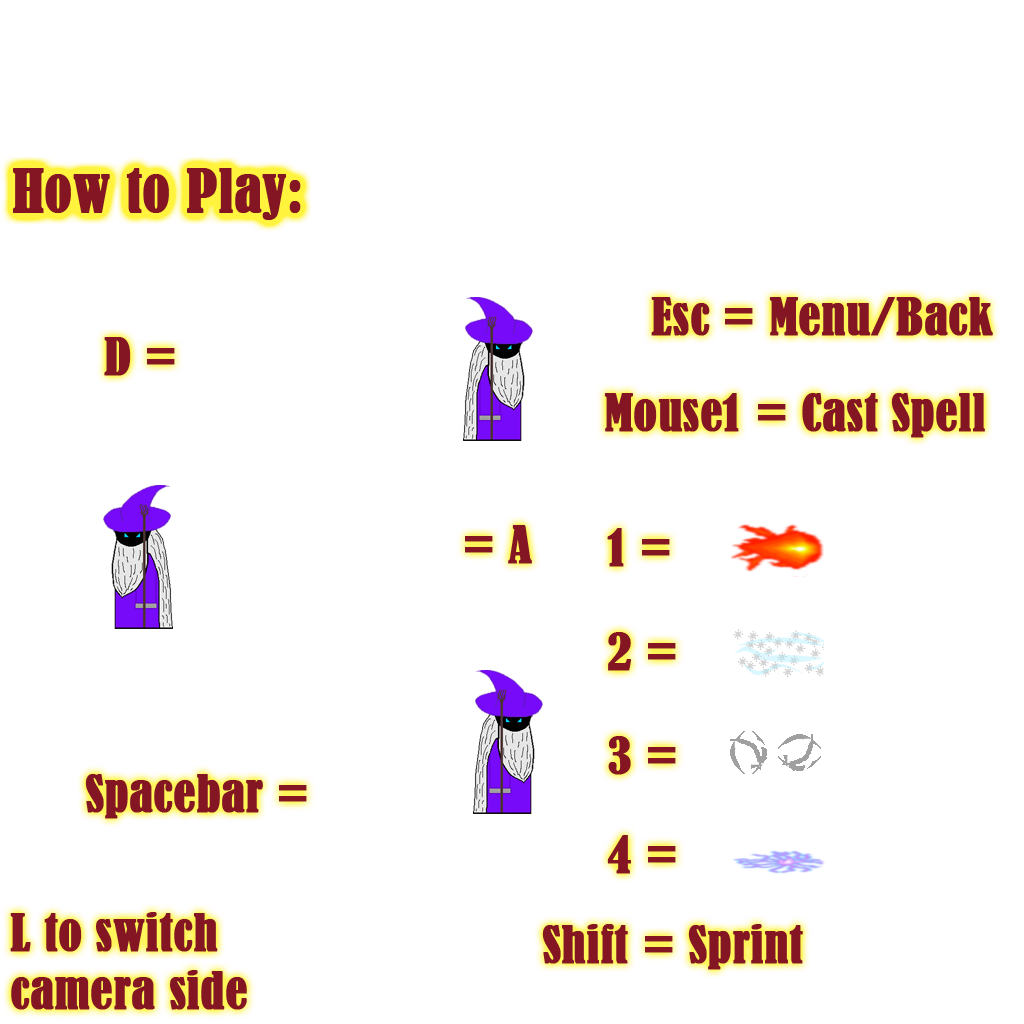 How to Play:
D =
Esc = Menu/Back
Mouse1 = Cast Spell
= A
1 =
2 =
3 =
4 =
Spacebar =
L to switch
camera side
Shift = Sprint